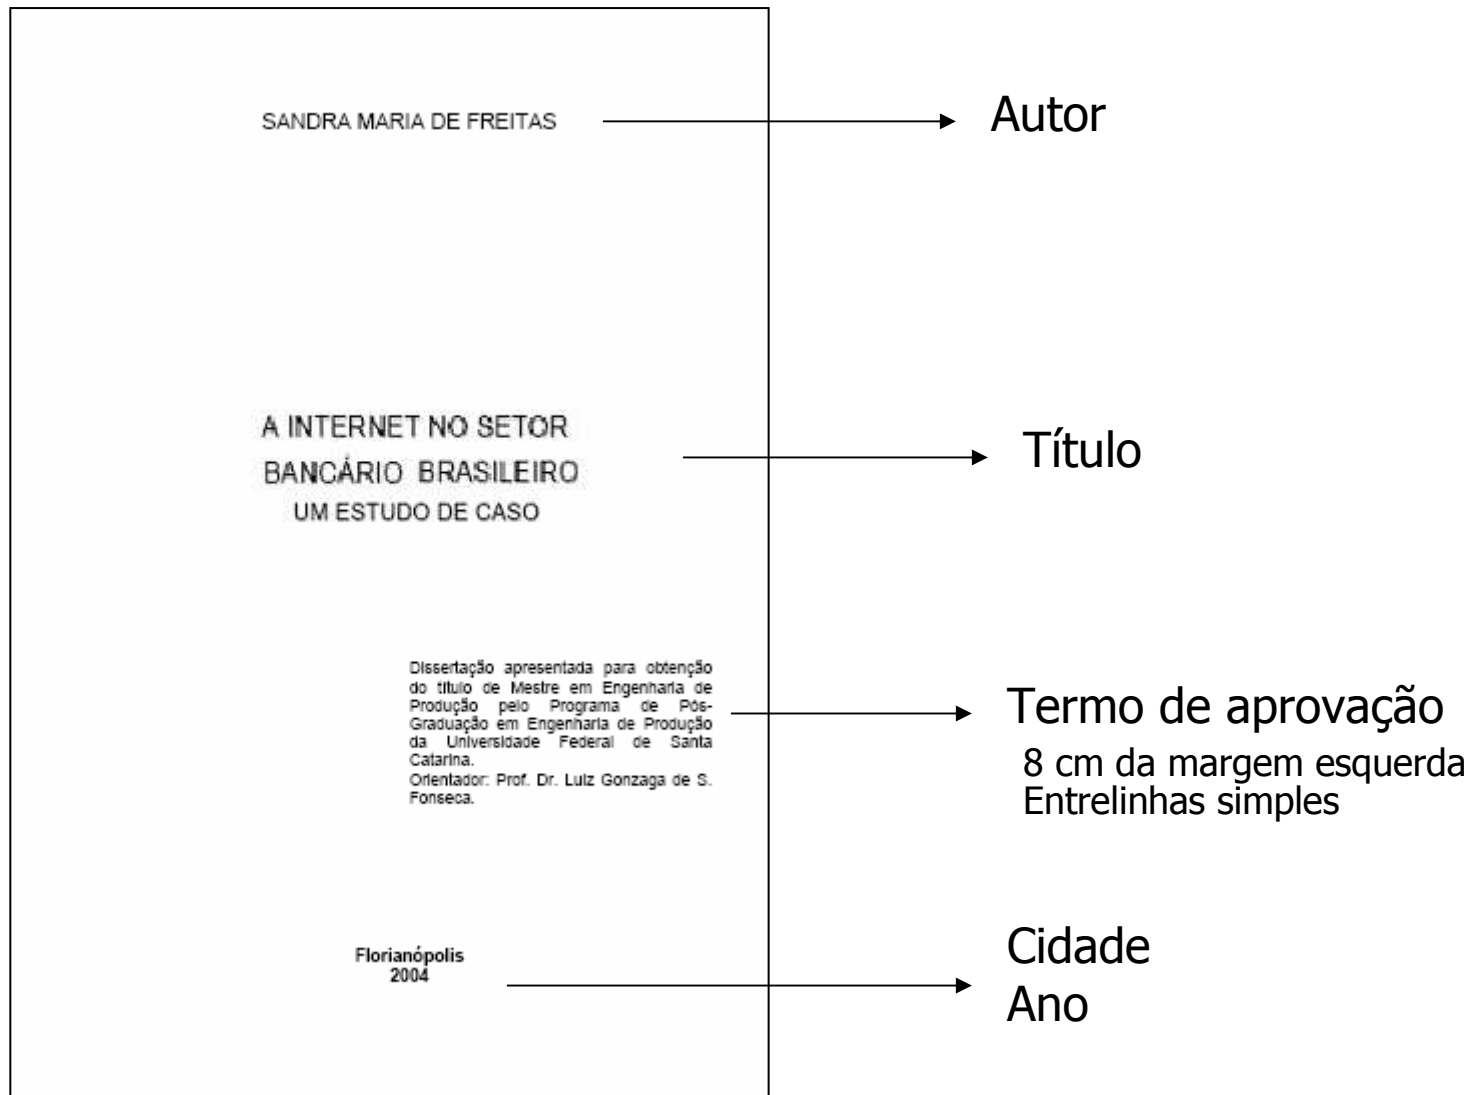 SANDRA MARIA DE FREITAS
Autor
A INTERNET NO SETOR
BANCÁRIO BRASILEIRO
UM ESTUDO DE CASO
Título
Dissertação apresentada para obtenção
do título de Mestre em Engenharia de
Produção pelo Programa de Pós-
Graduação em Engenharia de Produção
da Universidade Federal de Santa
Catarina.
Orientador: Prof. Dr. Luiz Gonzaga de S.
Fonseca.
Termo de aprovação
8 cm da margem esquerda
Entrelinhas simples
Florianópolis
2004
Cidade
Ano